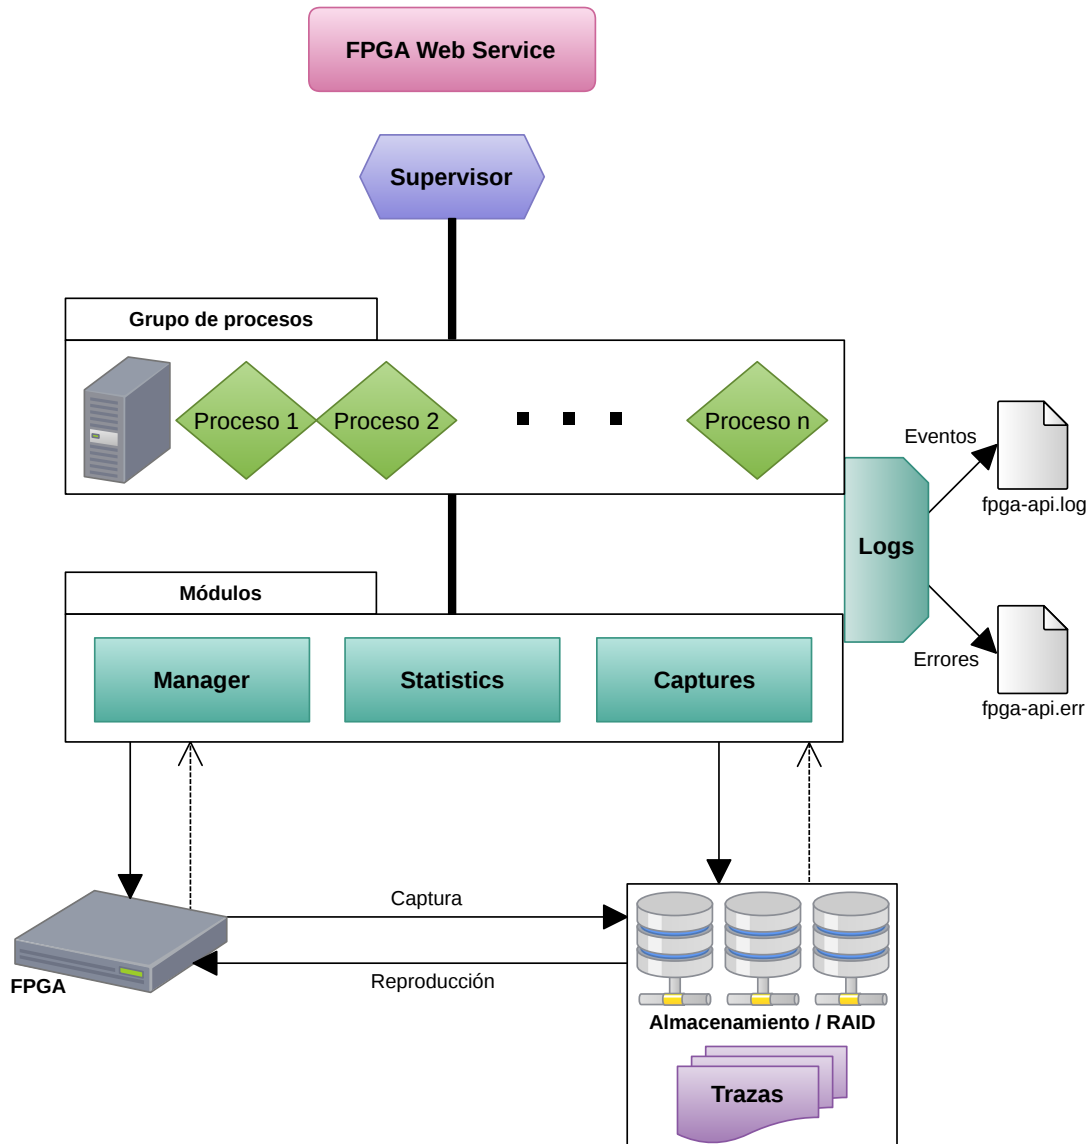 FPGA Web Service
Supervisor
Grupo de procesos
Proceso 1
Proceso 2
Proceso n
Eventos
fpga-api.log
Logs
Errores
fpga-api.err
Módulos
Manager
Statistics
Captures
Captura
Reproducción
FPGA
Almacenamiento / RAID
Trazas